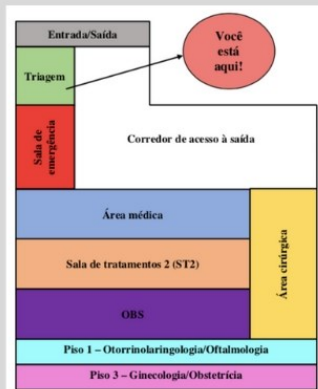 Entrada/Saída
Você
está
aqui!
Triagem
Sala de
emergência
Corredor de acesso à saída
Área médica
Área cirúrgica
Sala de tratamentos 2 (ST2)
OBS
Piso 1 – Otorrinolaringologia/Oftalmologia
Piso 3 – Ginecologia/Obstetrícia